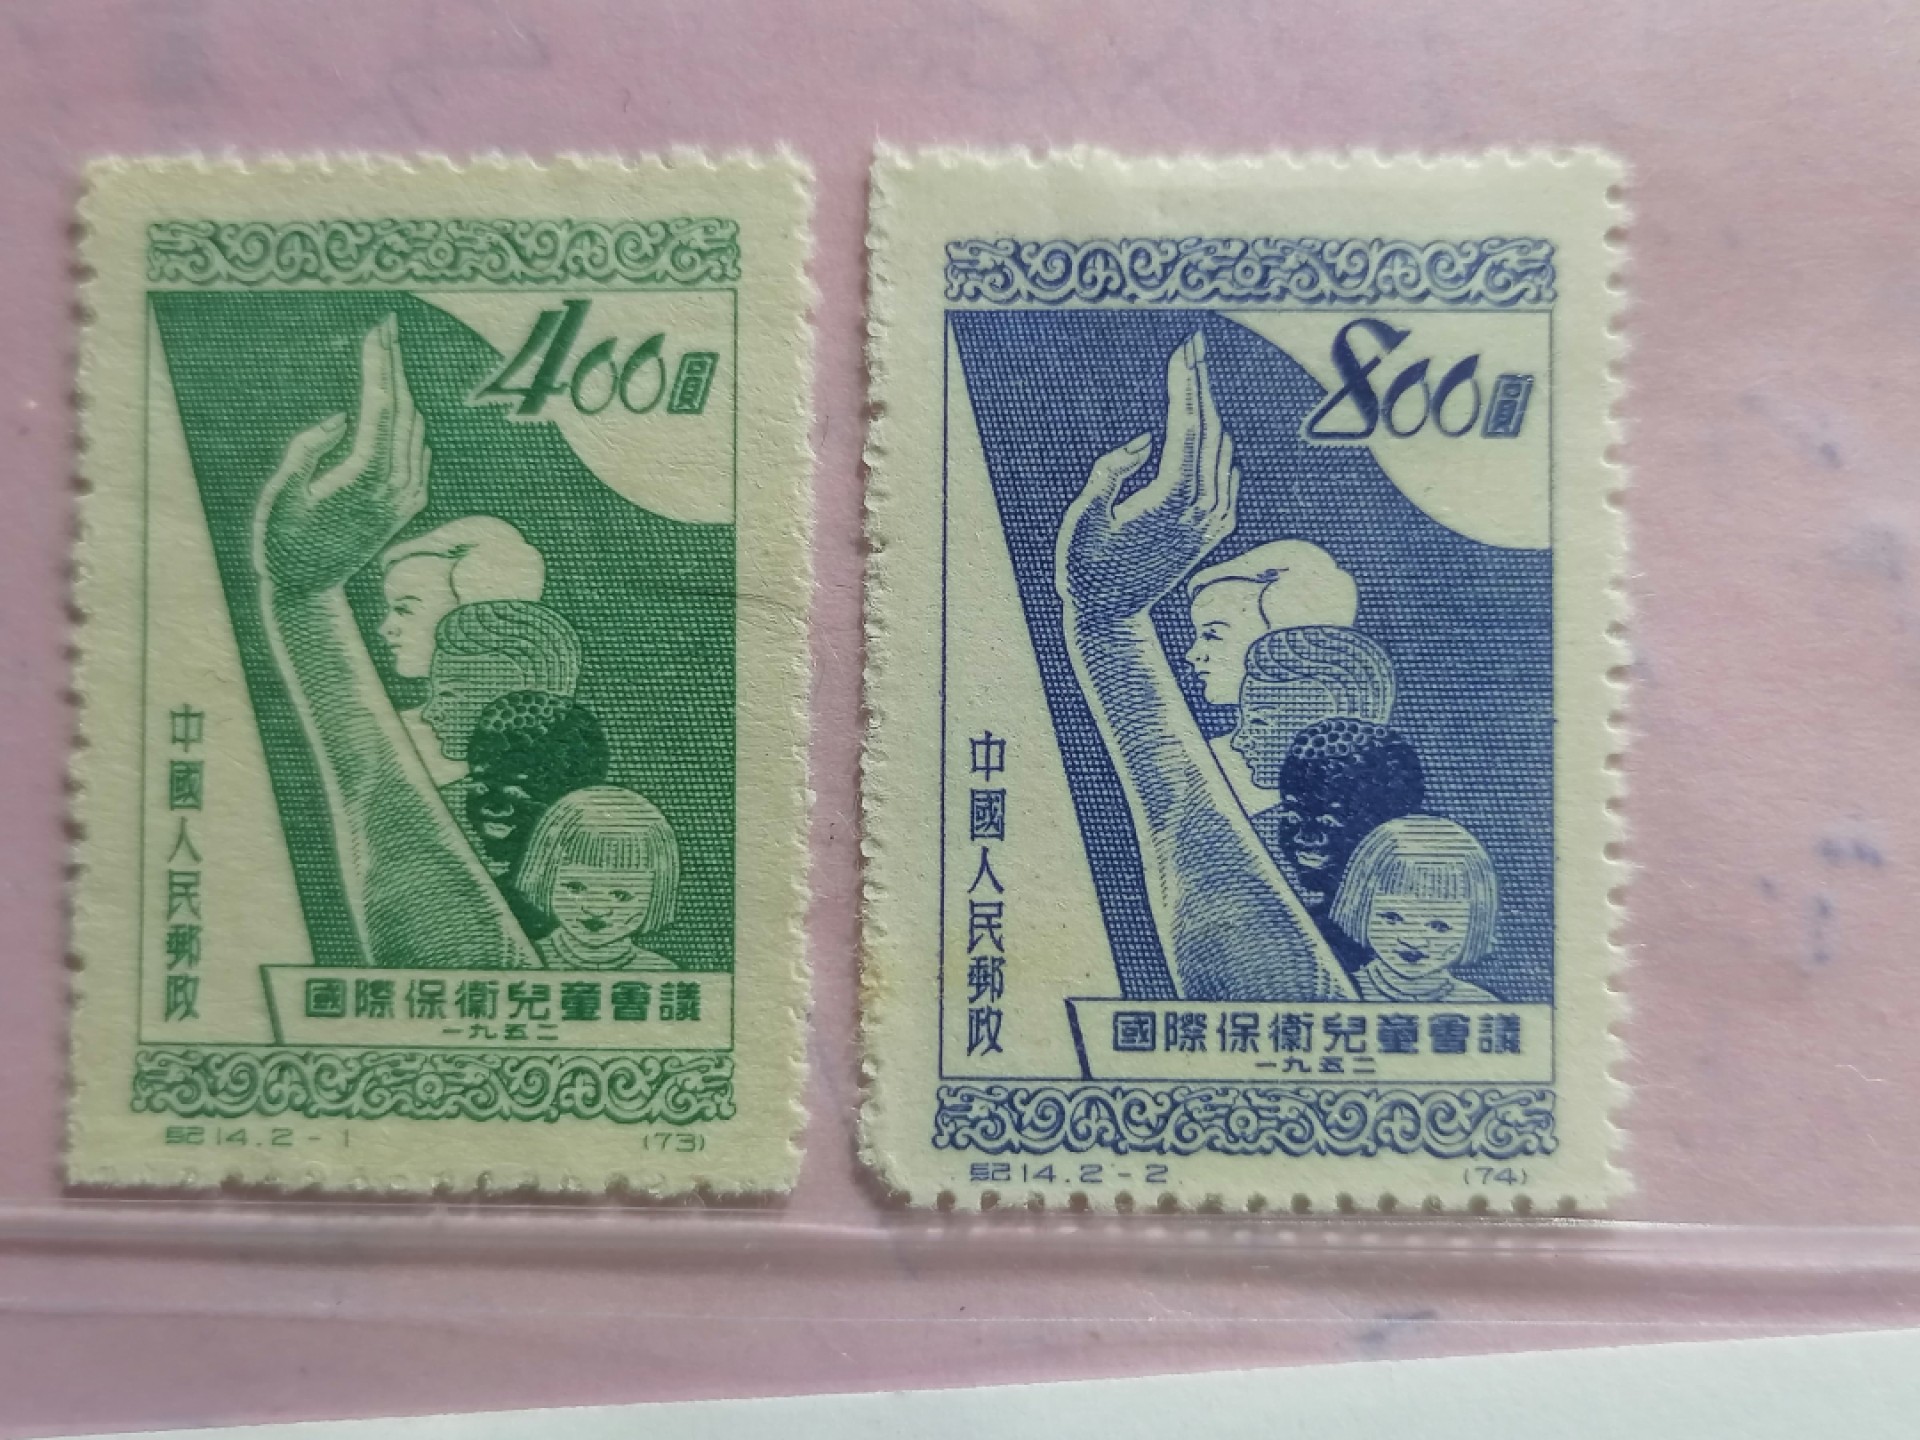 400圓
中國人民郵政
國際保衞兒童會議
一九五二
紀14.2-1
(73)
800圓
中國人民郵政
國際保衞兒童會議
一九五二
紀14.2-2
(74)